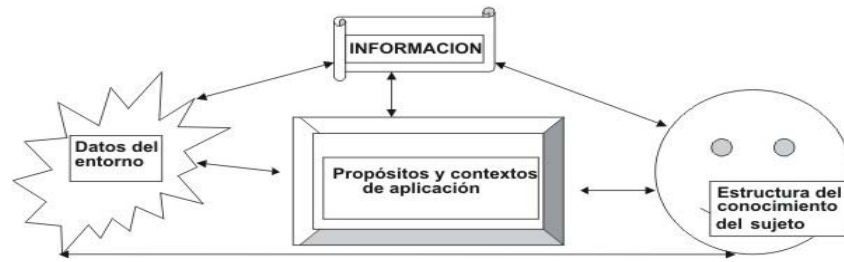 INFORMACION
Datos del
entorno
Propósitos y contextos
de aplicación
Estructura del
conocimiento
del sujeto